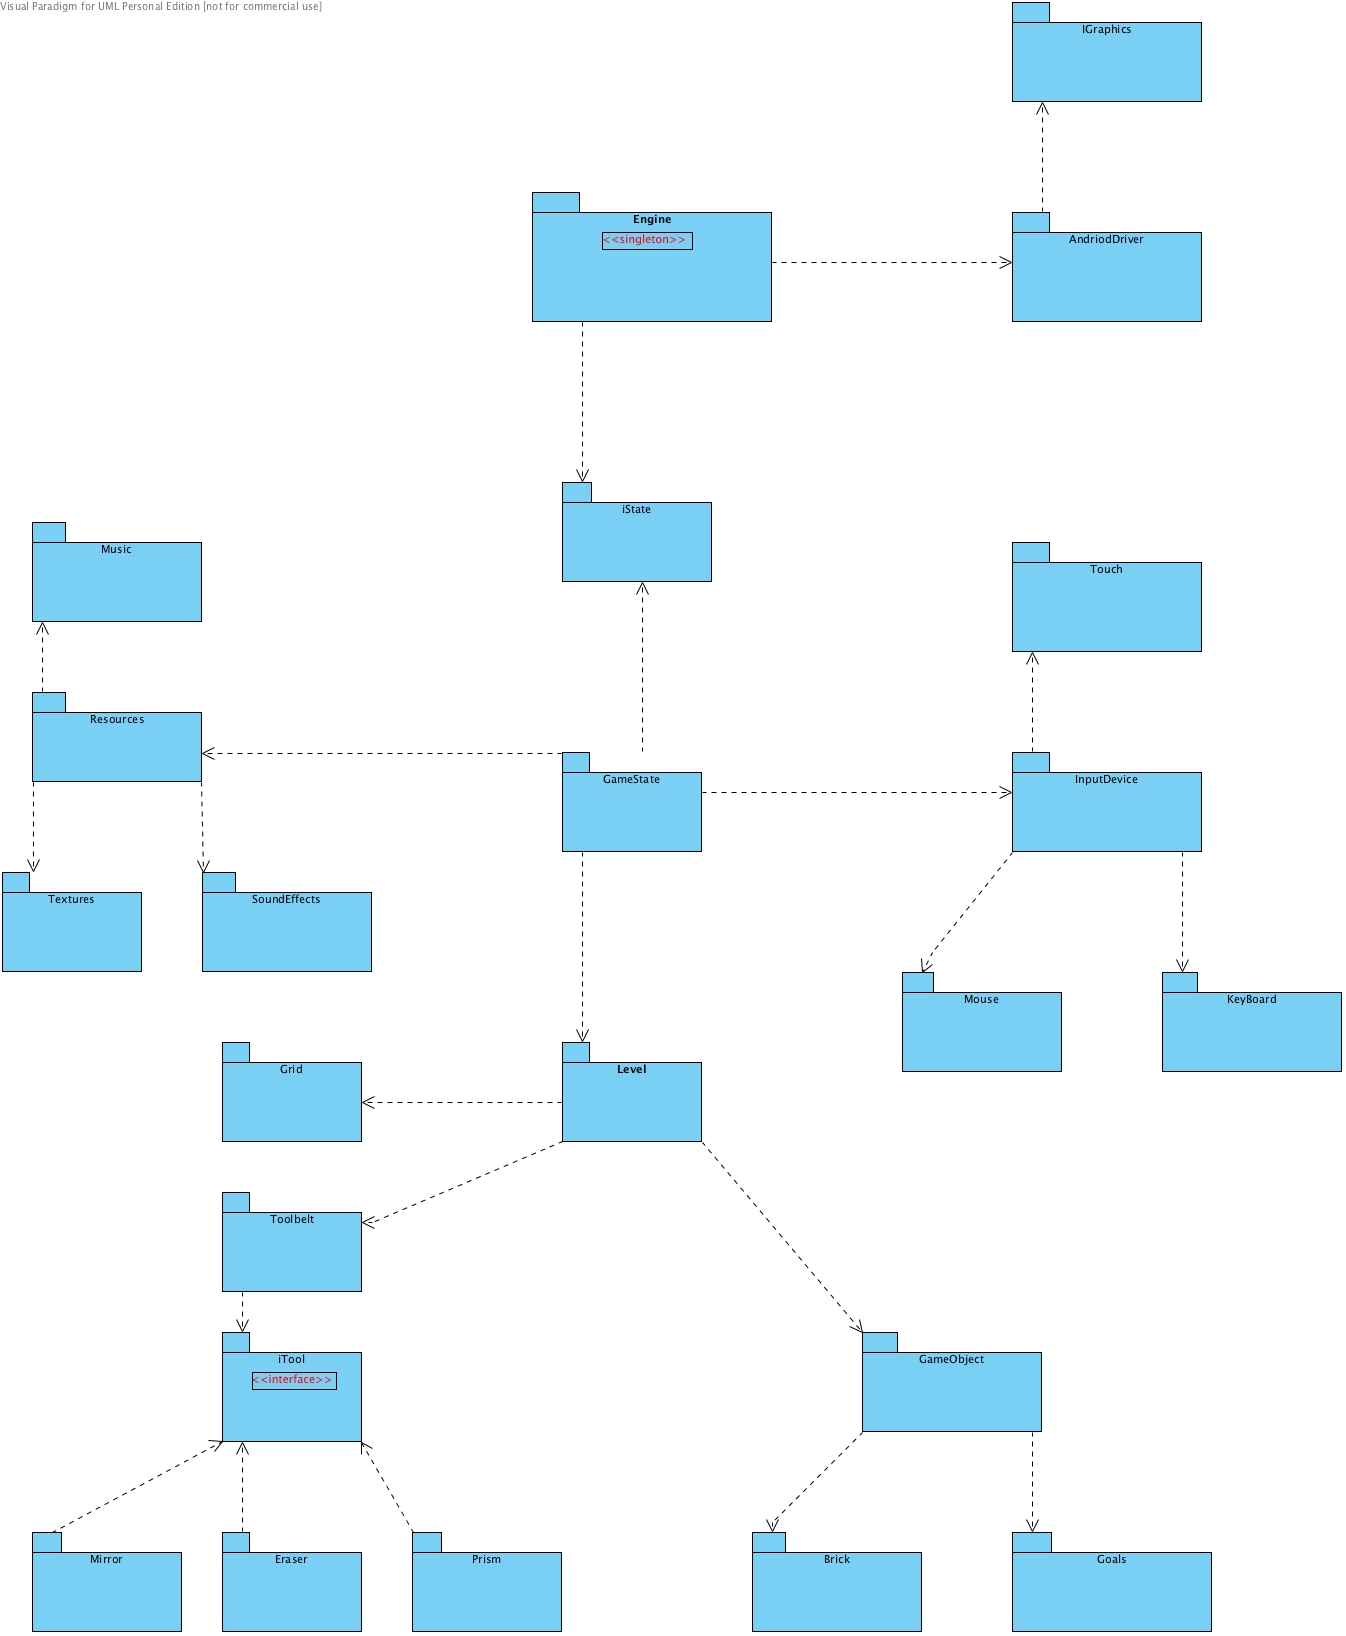 Visual Paradigm for UML Personal Edition [not for commercial use]
IGraphics
Engine
<<singleton>>
AndriodDriver
iState
Music
Touch
Resources
GameState
InputDevice
Textures
SoundEffects
Mouse
KeyBoard
Grid
Level
Toolbelt
iTool
<<interface>>
GameObject
Mirror
Eraser
Prism
Brick
Goals